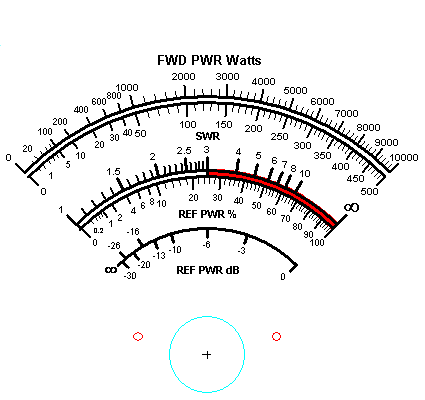 FWD PWR Watts
0 20 100 200 400 600 800 1000 2000 3000 4000 5000 6000 7000 8000 9000 10000
0 1 5 10 20 30 40 50 100 150 200 250 300 350 400 450 500
SWR
1 1.5 2 2.5 3 4 5 6 7 8 10 ∞
0 0.2 1 2 4 6 8 10 20 30 40 50 60 70 80 90 100
REF PWR %
∞ -30 -26 -20 -16 -13 -10 -6 -3 0
REF PWR dB